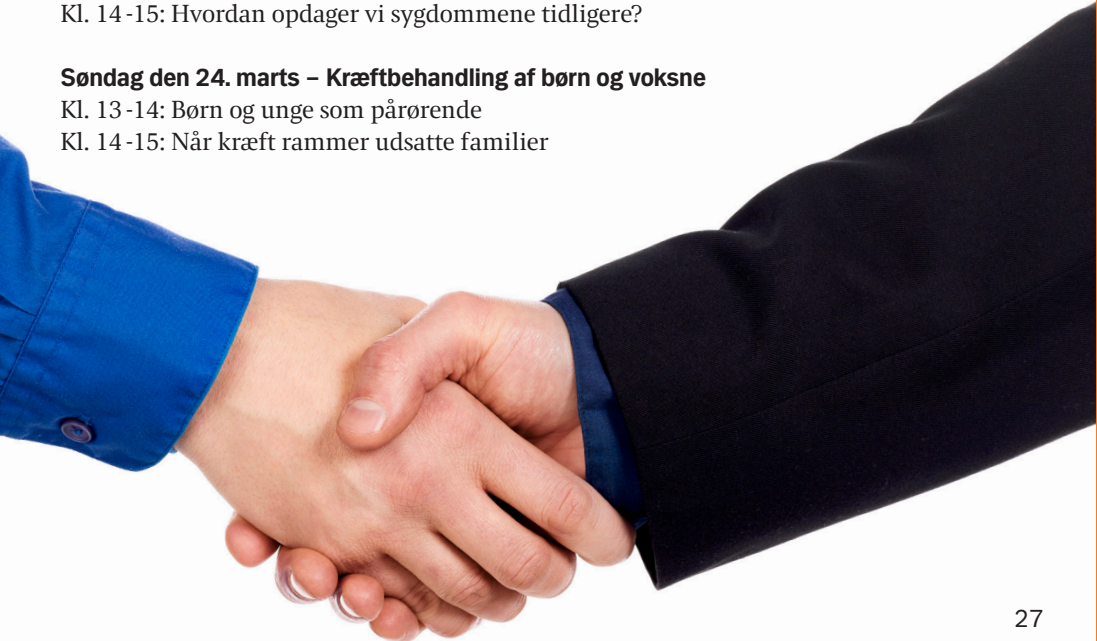 Kl. 14-15: Hvordan opdager vi sygdommene tidligere?
Søndag den 24. marts – Kræftbehandling af børn og voksne
Kl. 13-14: Børn og unge som pårørende
Kl. 14-15: Når kræft rammer udsatte familier
27